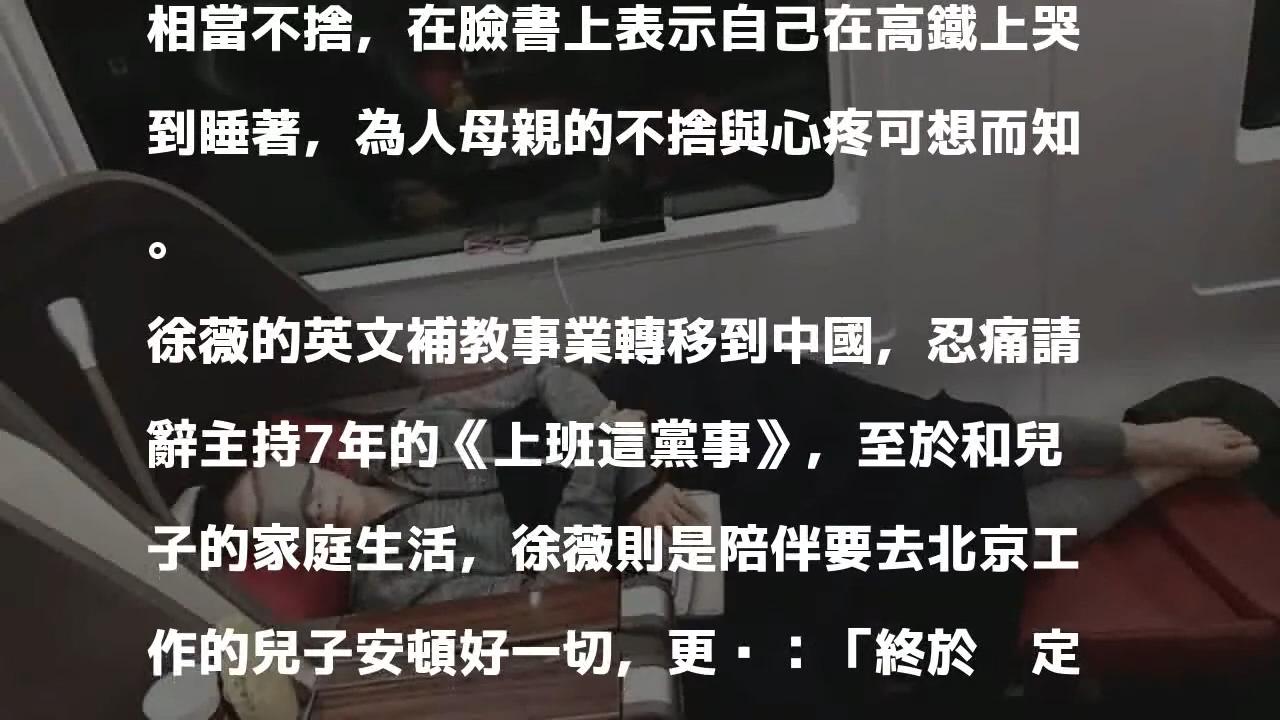 相當不捨，在臉書上表示自己在高鐵上哭
到睡著，為人母親的不捨與心疼可想而知
。
徐薇的英文補教事業轉移到中國，忍痛請
辭主持7年的《上班這黨事》，至於和兒
子的家庭生活，徐薇則是陪伴要去北京工
作的兒子安頓好一切，更‧：「終於　定